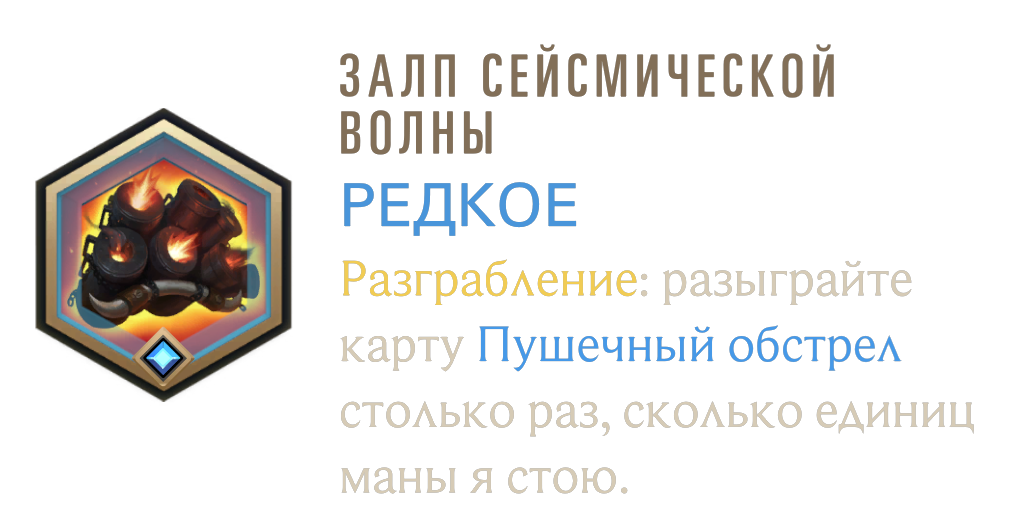 ЗАЛП СЕЙСМИЧЕСКОЙ
ВОЛНЫ
РЕДКОЕ
Разграбление: разыграйте
карту Пушечный обстрел
столько раз, сколько единиц
маны я стою.